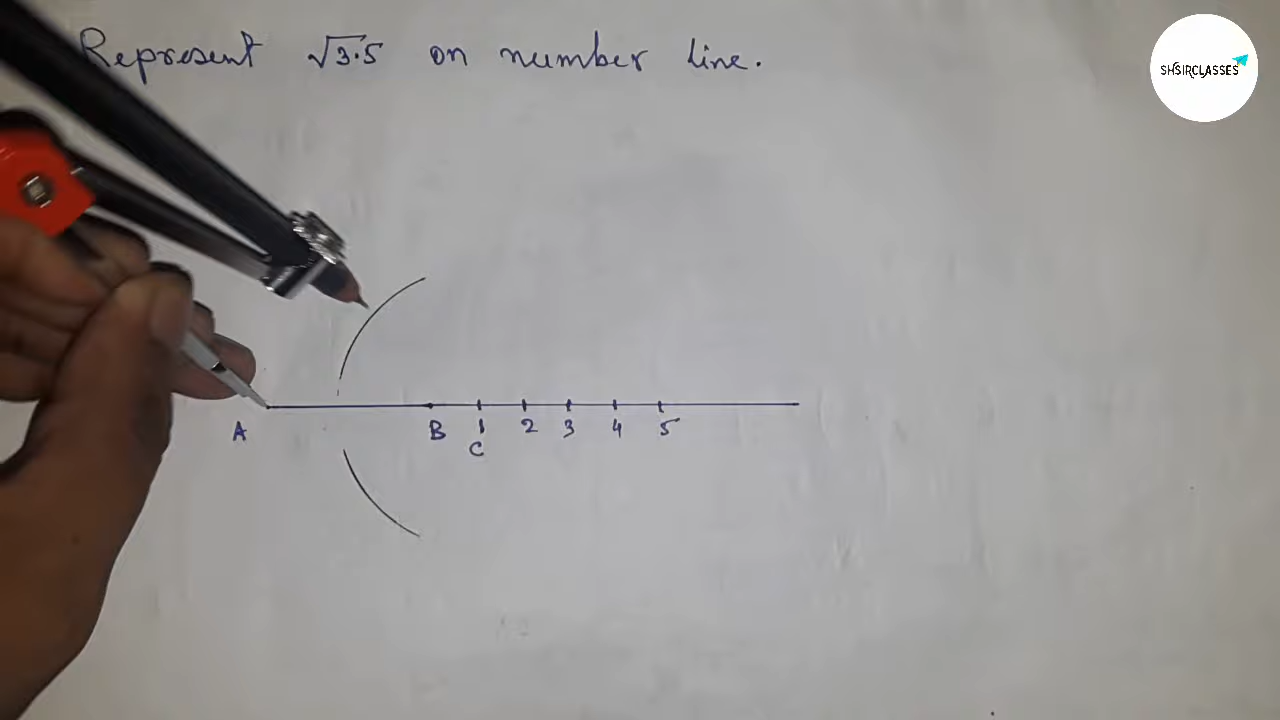 Represent √3.5 on number line.
SHSIRCLASSES
A B 1 2 3 4 5
C